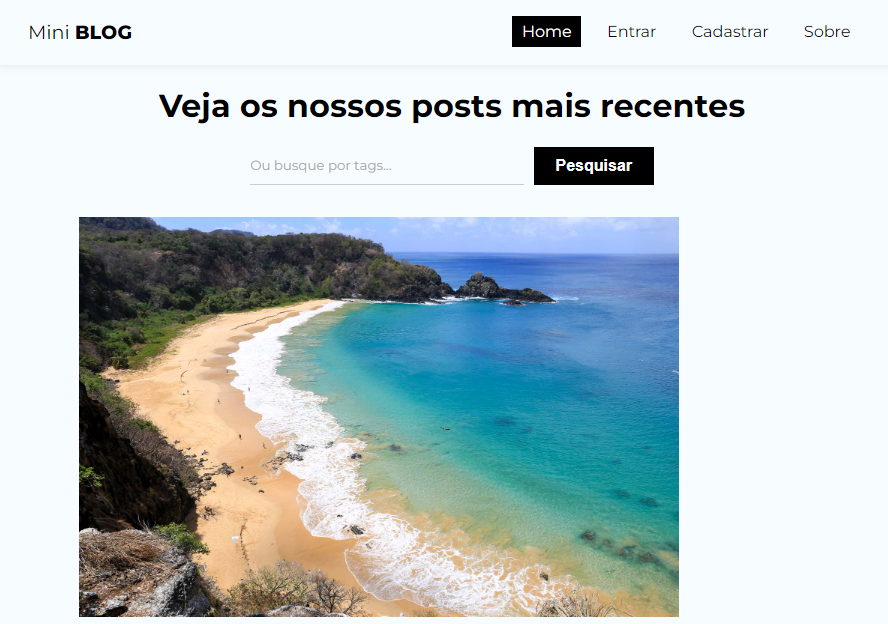 Mini BLOG
Home
Entrar
Cadastrar
Sobre
Veja os nossos posts mais recentes
Ou busque por tags...
Pesquisar